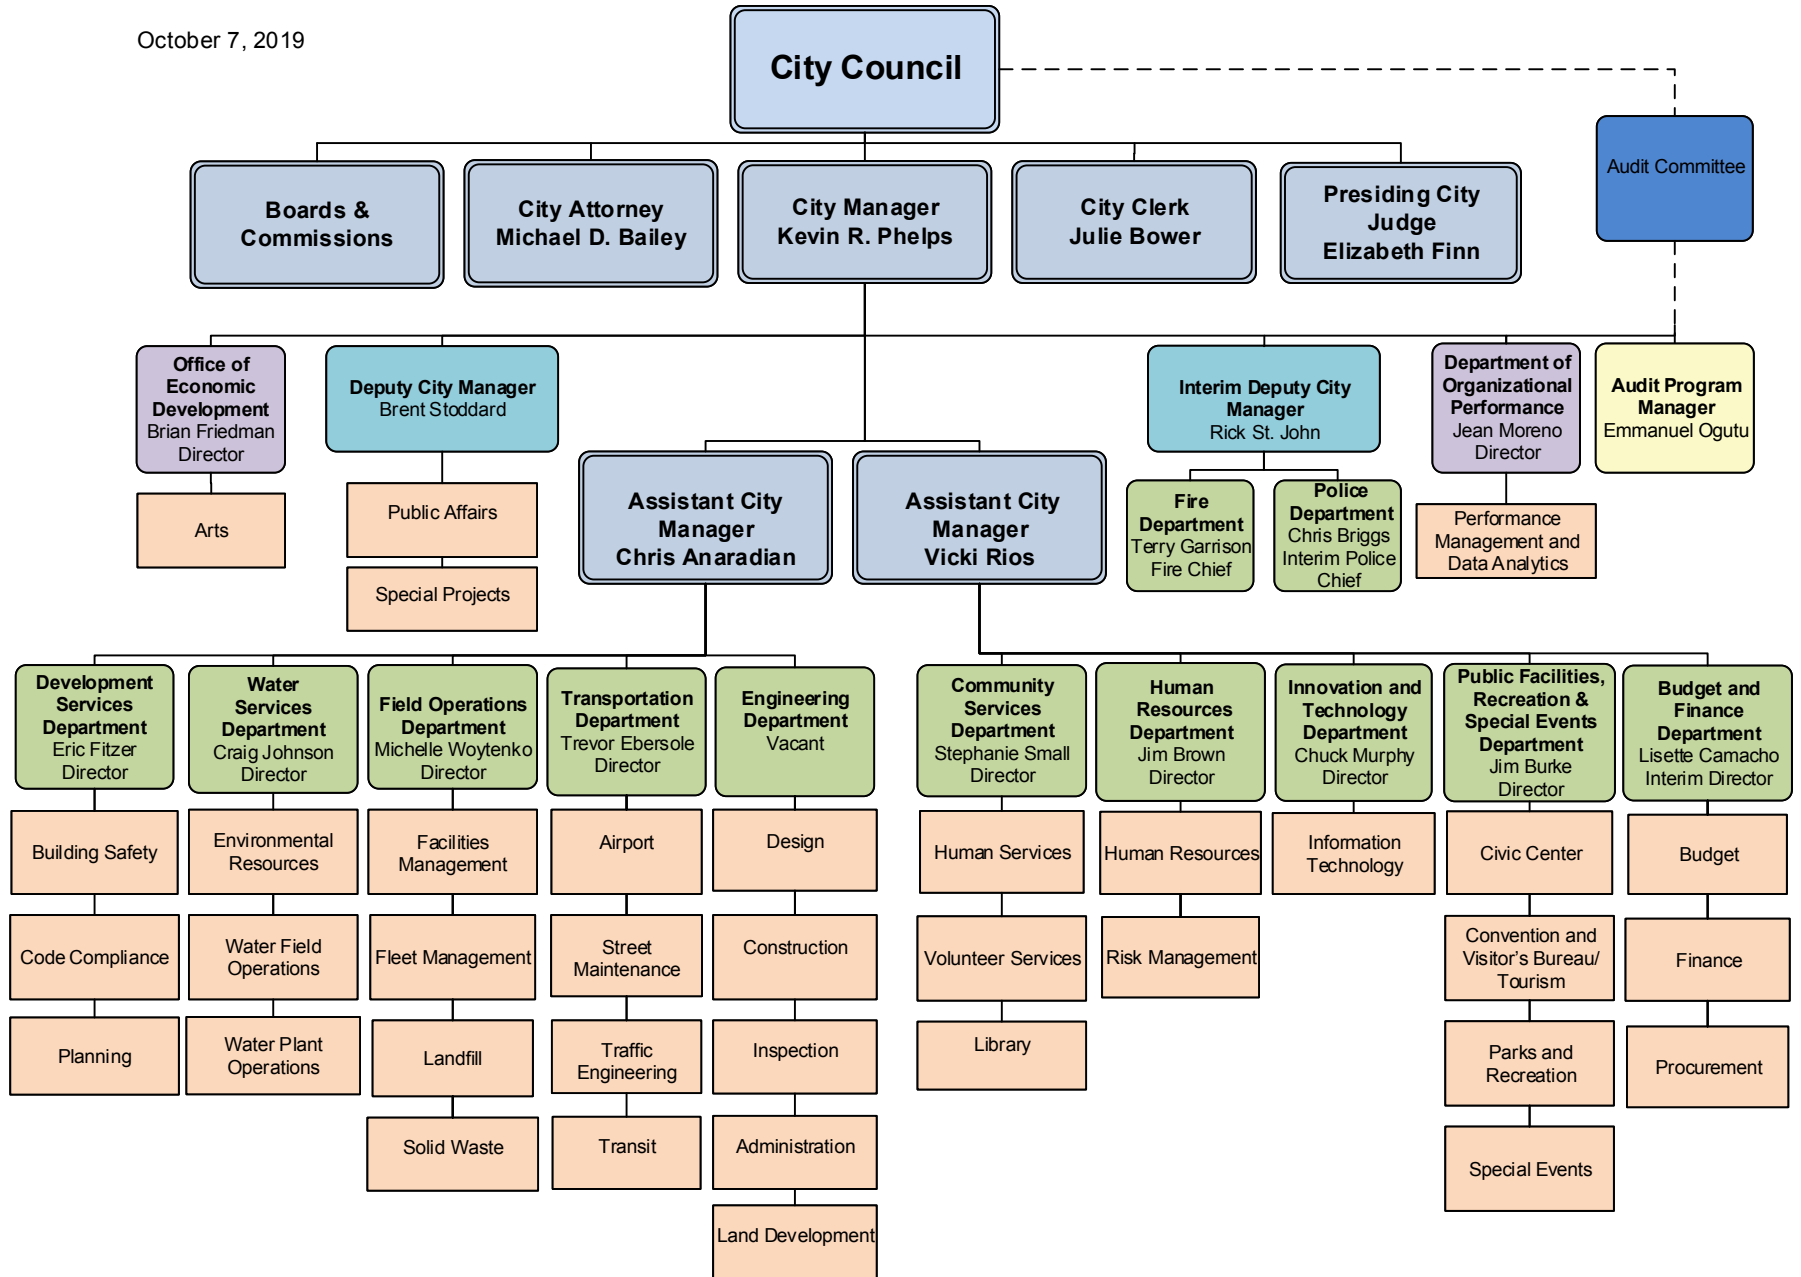 October 7, 2019
City Council
Audit Committee
Boards &
Commissions
City Attorney
Michael D. Bailey
City Manager
Kevin R. Phelps
City Clerk
Julie Bower
Presiding City
Judge
Elizabeth Finn
Office of
Economic
Development
Brian Friedman
Director
Deputy City Manager
Brent Stoddard
Interim Deputy City
Manager
Rick St. John
Department of
Organizational
Performance
Jean Moreno
Director
Audit Program
Manager
Emmanuel Ogutu
Arts
Public Affairs
Special Projects
Assistant City
Manager
Chris Anaradian
Assistant City
Manager
Vicki Rios
Fire
Department
Terry Garrison
Fire Chief
Police
Department
Chris Briggs
Interim Police
Chief
Performance
Management and
Data Analytics
Development
Services
Department
Eric Fitzer
Director
Water
Services
Department
Craig Johnson
Director
Field Operations
Department
Michelle Woytenko
Director
Transportation
Department
Trevor Ebersole
Director
Engineering
Department
Vacant
Community
Services
Department
Stephanie Small
Director
Human
Resources
Department
Jim Brown
Director
Innovation and
Technology
Department
Chuck Murphy
Director
Public Facilities,
Recreation &
Special Events
Department
Jim Burke
Director
Budget and
Finance
Department
Lisette Camacho
Interim Director
Building Safety
Environmental
Resources
Facilities
Management
Airport
Design
Human Services
Human Resources
Information
Technology
Civic Center
Budget
Code Compliance
Water Field
Operations
Fleet Management
Street
Maintenance
Construction
Volunteer Services
Risk Management
Convention and
Visitor's Bureau/
Tourism
Finance
Planning
Water Plant
Operations
Landfill
Traffic
Engineering
Inspection
Library
Parks and
Recreation
Procurement
Solid Waste
Transit
Administration
Special Events
Land Development